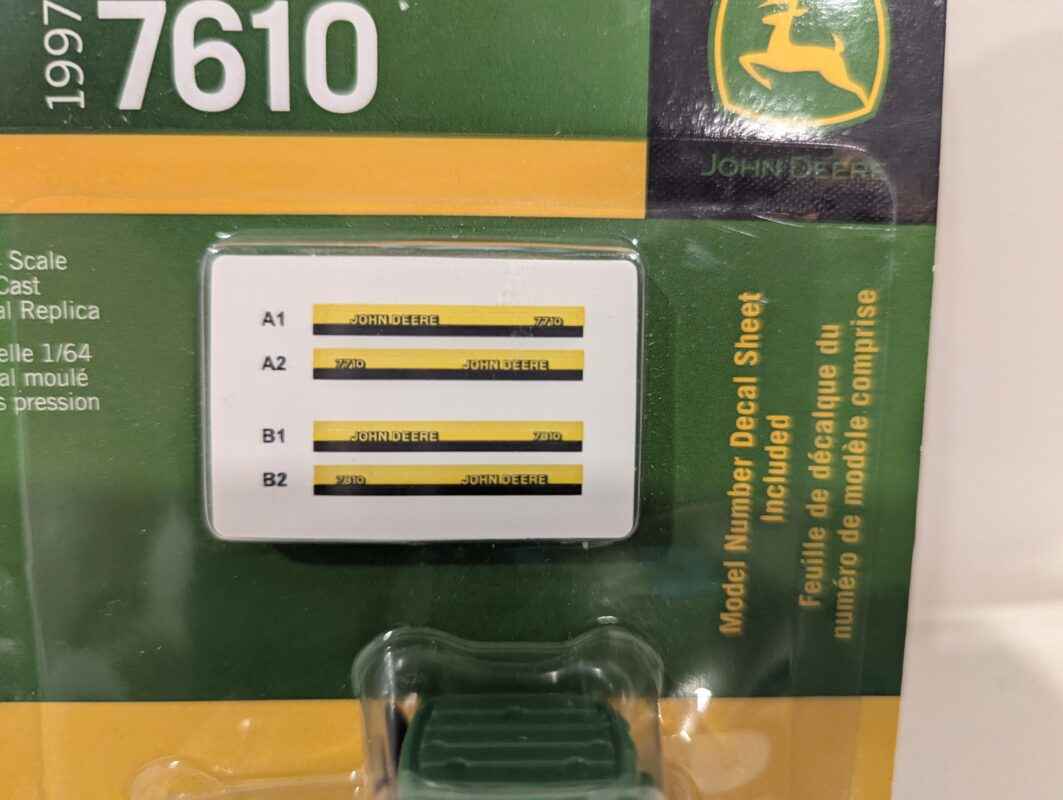 1997
7610
JOHN DEERE
Scale
Cast
al Replica
elle 1/64
al moulé
s pression
A1 JOHN DEERE 7710
A2 7710 JOHN DEERE
B1 JOHN DEERE 7810
B2 7810 JOHN DEERE
Model Number Decal Sheet
Included
Feuille de décalque du
numéro de modèle comprise